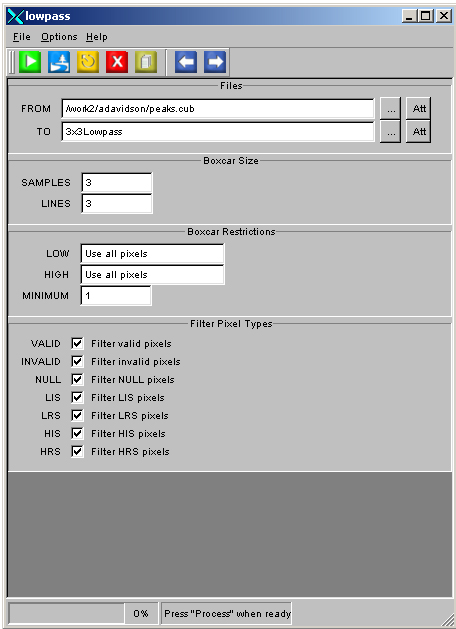 lowpass
File Options Help
Files
FROM /work2/adavidson/peaks.cub ... Att
TO 3x3Lowpass ... Att
Boxcar Size
SAMPLES 3
LINES 3
Boxcar Restrictions
LOW Use all pixels
HIGH Use all pixels
MINIMUM 1
Filter Pixel Types
VALID Filter valid pixels
INVALID Filter invalid pixels
NULL Filter NULL pixels
LIS Filter LIS pixels
LRS Filter LRS pixels
HIS Filter HIS pixels
HRS Filter HRS pixels
0% Press "Process" when ready